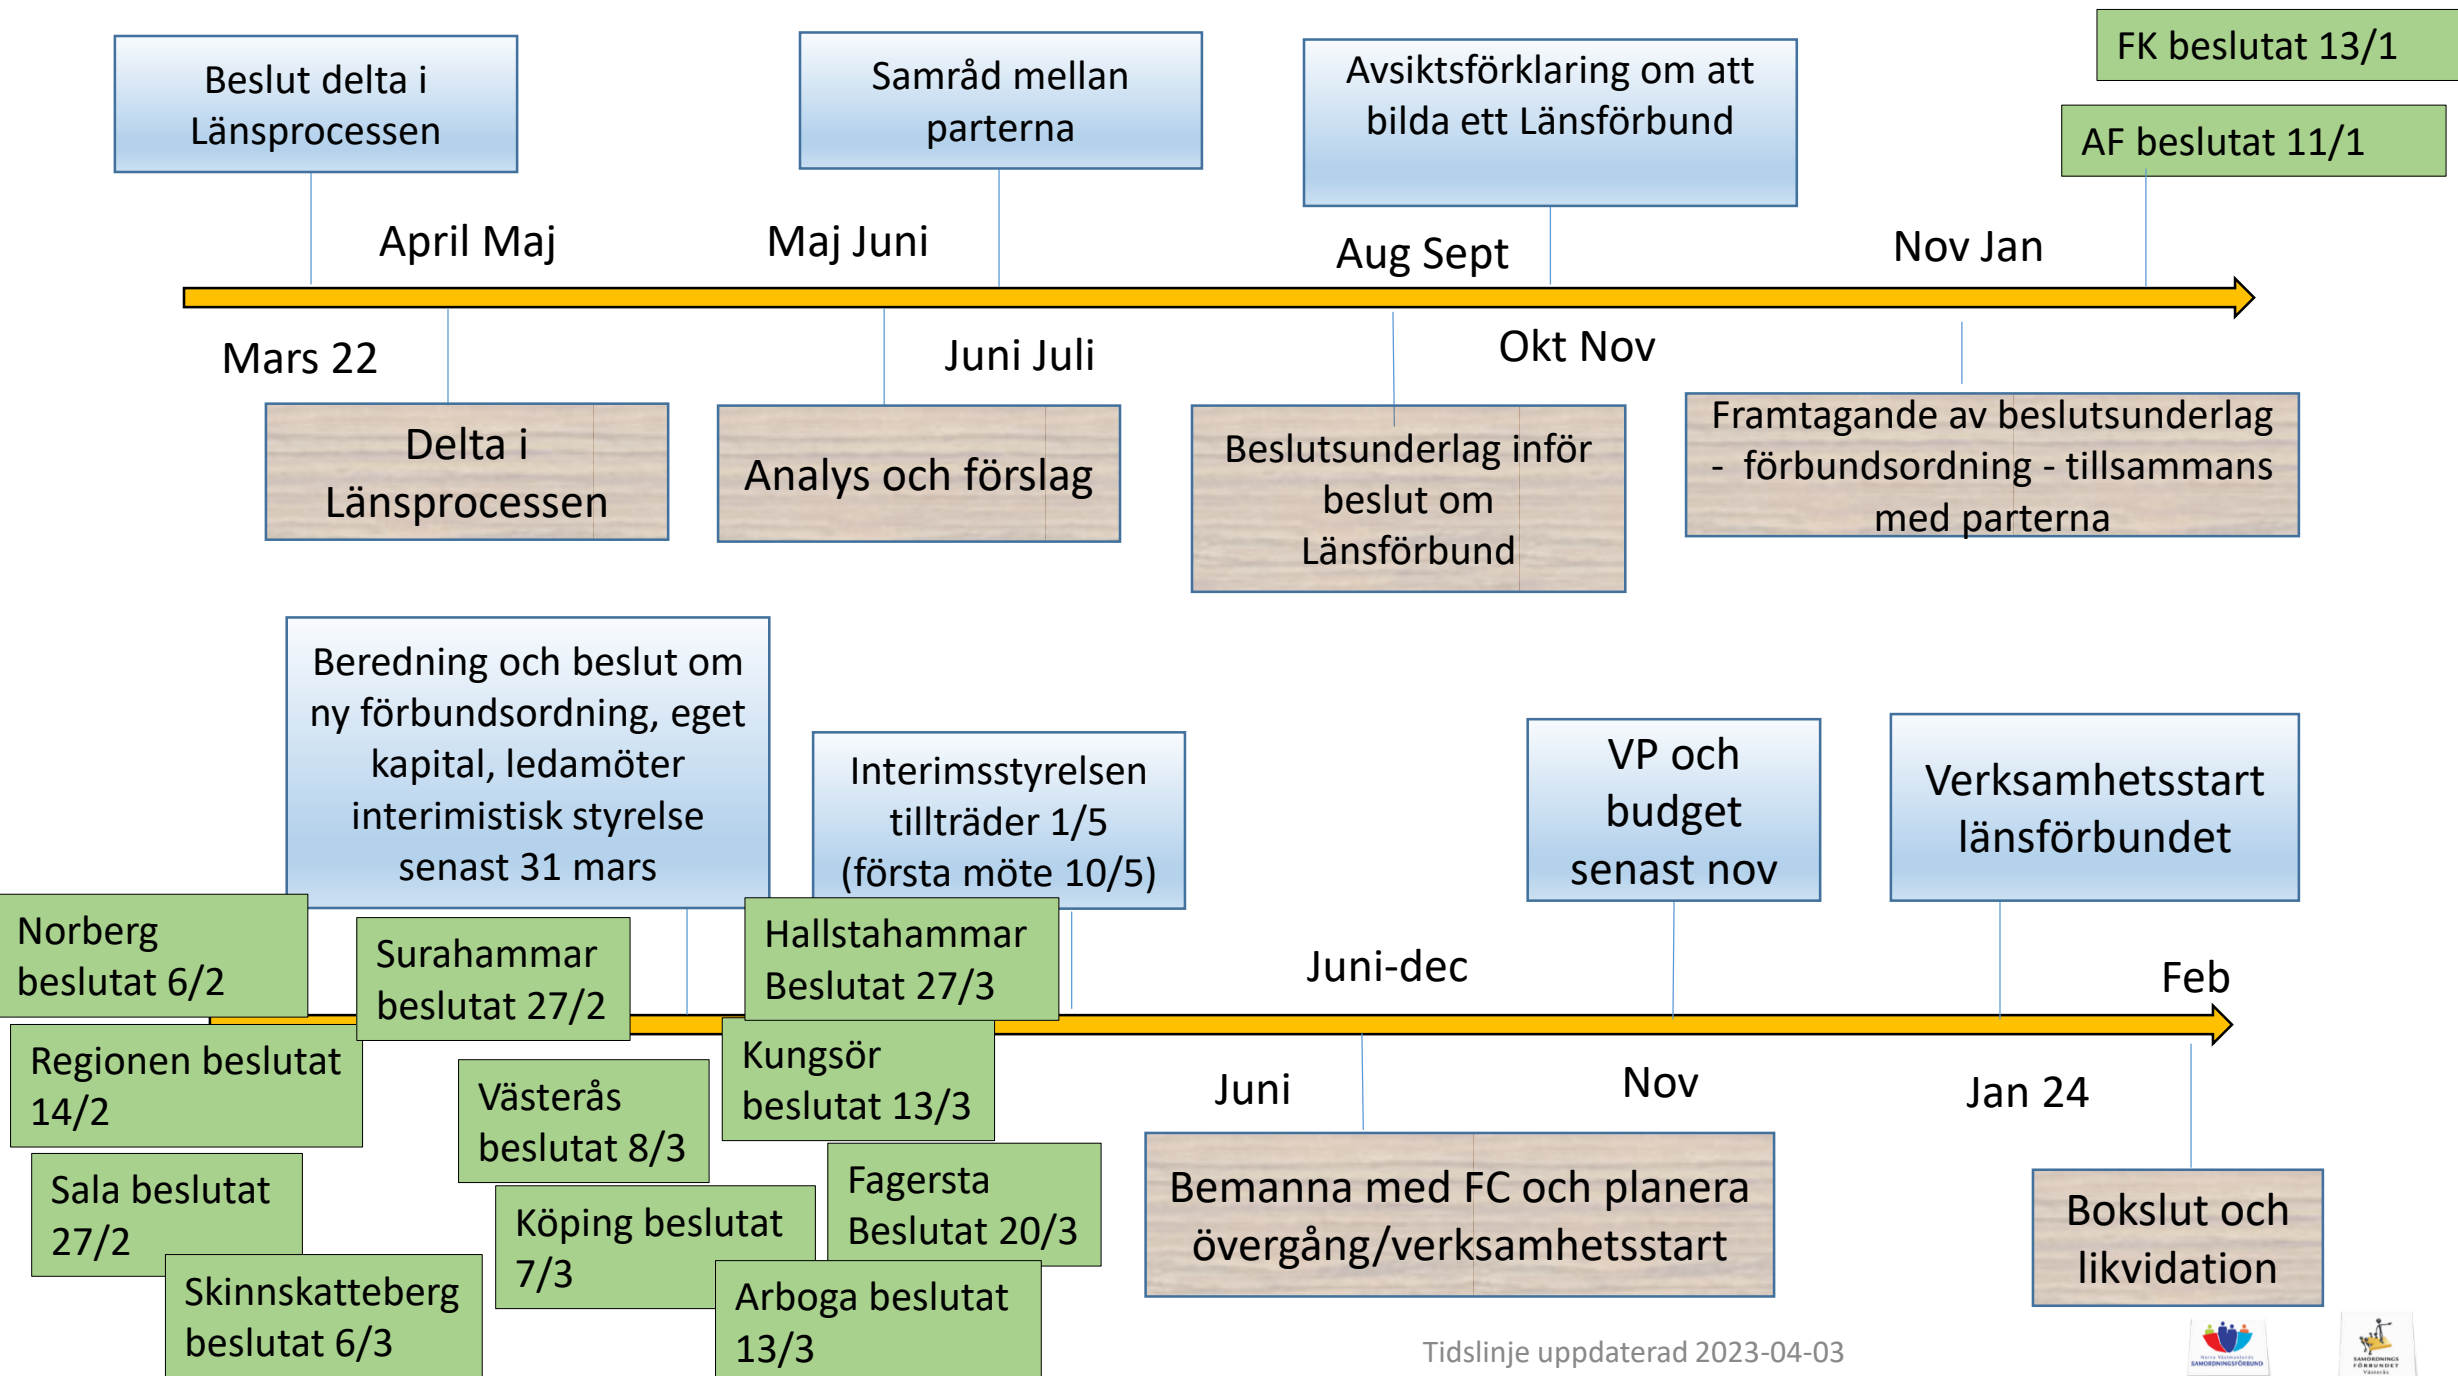 Beslut delta i
Länsprocessen
Samråd mellan
parterna
Avsiktsförklaring om att
bilda ett Länsförbund
FK beslutat 13/1
AF beslutat 11/1
April Maj
Maj Juni
Aug Sept
Nov Jan
Mars 22
Juni Juli
Okt Nov
Delta i
Länsprocessen
Analys och förslag
Beslutsunderlag inför
beslut om
Länsförbund
Framtagande av beslutsunderlag
- förbundsordning - tillsammans
med parterna
Beredning och beslut om
ny förbundsordning, eget
kapital, ledamöter
interimistisk styrelse
senast 31 mars
Interimsstyrelsen
tillträder 1/5
(första möte 10/5)
VP och
budget
senast nov
Verksamhetsstart
länsförbundet
Norberg
beslutat 6/2
Surahammar
beslutat 27/2
Hallstahammar
Beslutat 27/3
Juni-dec
Feb
Regionen beslutat
14/2
Västerås
beslutat 8/3
Kungsör
beslutat 13/3
Juni
Nov
Jan 24
Sala beslutat
27/2
Köping beslutat
7/3
Fagersta
Beslutat 20/3
Bemanna med FC och planera
övergång/verksamhetsstart
Bokslut och
likvidation
Skinnskatteberg
beslutat 6/3
Arboga beslutat
13/3
Tidslinje uppdaterad 2023-04-03
Norra Västmanlands
SAMORDNINGSFÖRBUND
SAMORDNINGS
FÖRBUNDET
Västerås